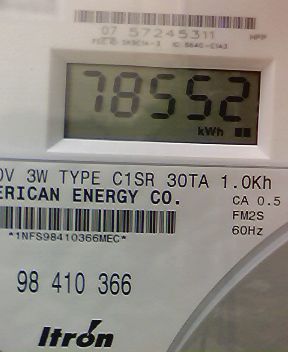 07 57245311
78552
kWh
0V 3W TYPE C1SR 30TA 1.0Kh
ERICAN ENERGY CO. CA 0.5
FM2S
*1NFS98410366MEC* 60Hz
98 410 366
Itrón